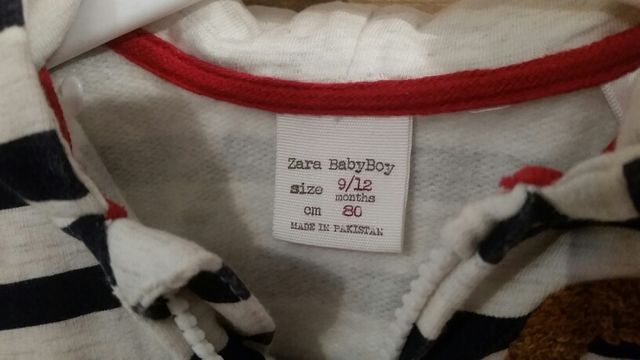 Zara BabyBoy
size 9/12
months
cm 80
MADE IN PAKISTAN